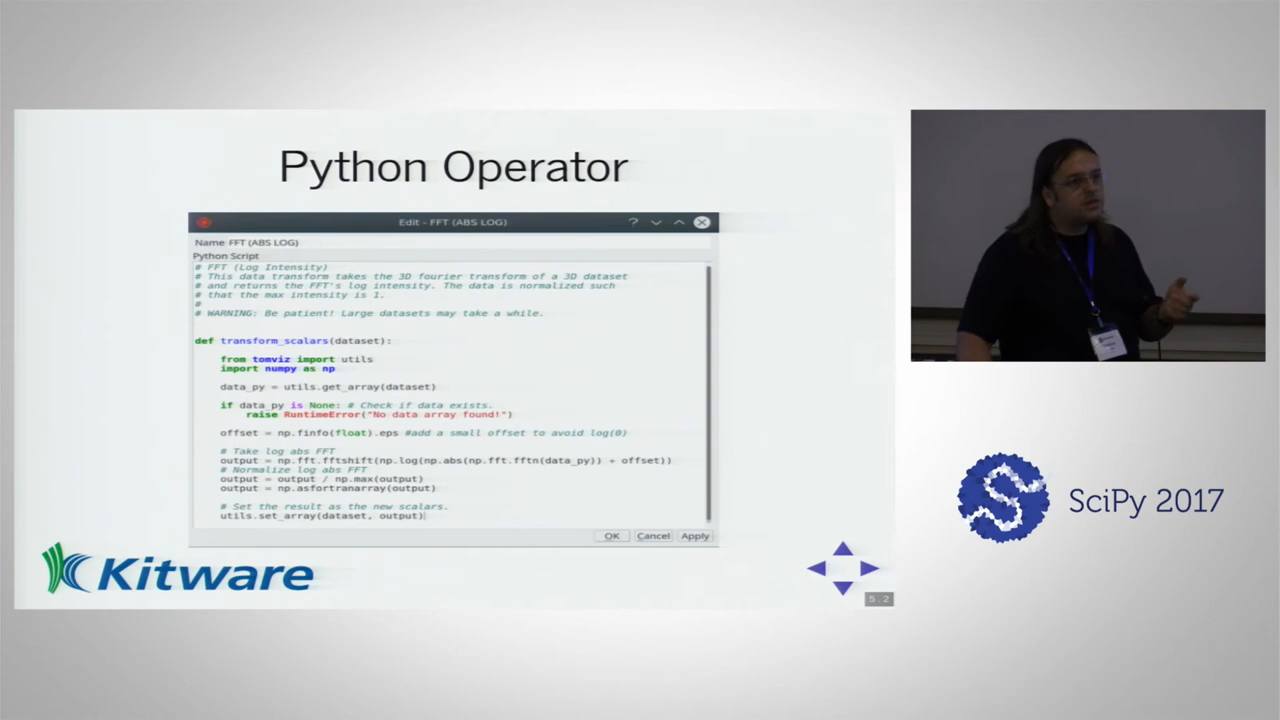 Python Operator
Edit - FFT (ABS LOG)
Name FFT (ABS LOG)
Python Script
# FFT (Log Intensity)
# This data transform takes the 3D fourier transform of a 3D dataset
# and returns the FFT's log intensity. The data is normalized such
# that the max intensity is 1.
#
# WARNING: Be patient! Large datasets may take a while.
def transform_scalars(dataset):
from tomviz import utils
import numpy as np
data_py = utils.get_array(dataset)
if data_py is None: # Check if data exists.
raise RuntimeError("No data array found!")
offset = np.finfo(float).eps #add a small offset to avoid log(0)
# Take log abs FFT
output = np.fft.fftshift(np.log(np.abs(np.fft.fftn(data_py)) + offset))
# Normalize log abs FFT
output = output / np.max(output)
output = np.asfortranarray(output)
# Set the result as the new scalars.
utils.set_array(dataset, output)
OK Cancel Apply
Kitware
5.2
SciPy 2017